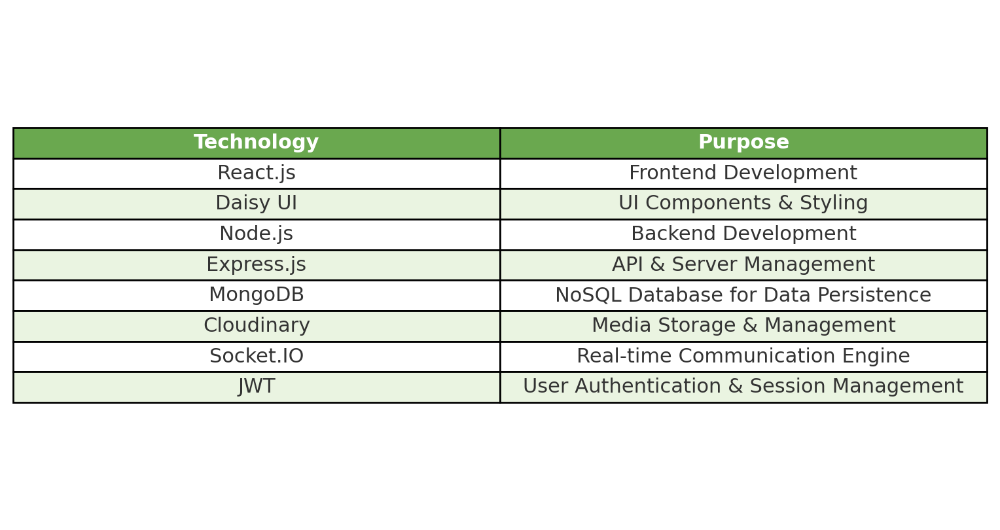 Technology Purpose
React.js Frontend Development
Daisy UI UI Components & Styling
Node.js Backend Development
Express.js API & Server Management
MongoDB NoSQL Database for Data Persistence
Cloudinary Media Storage & Management
Socket.IO Real-time Communication Engine
JWT User Authentication & Session Management